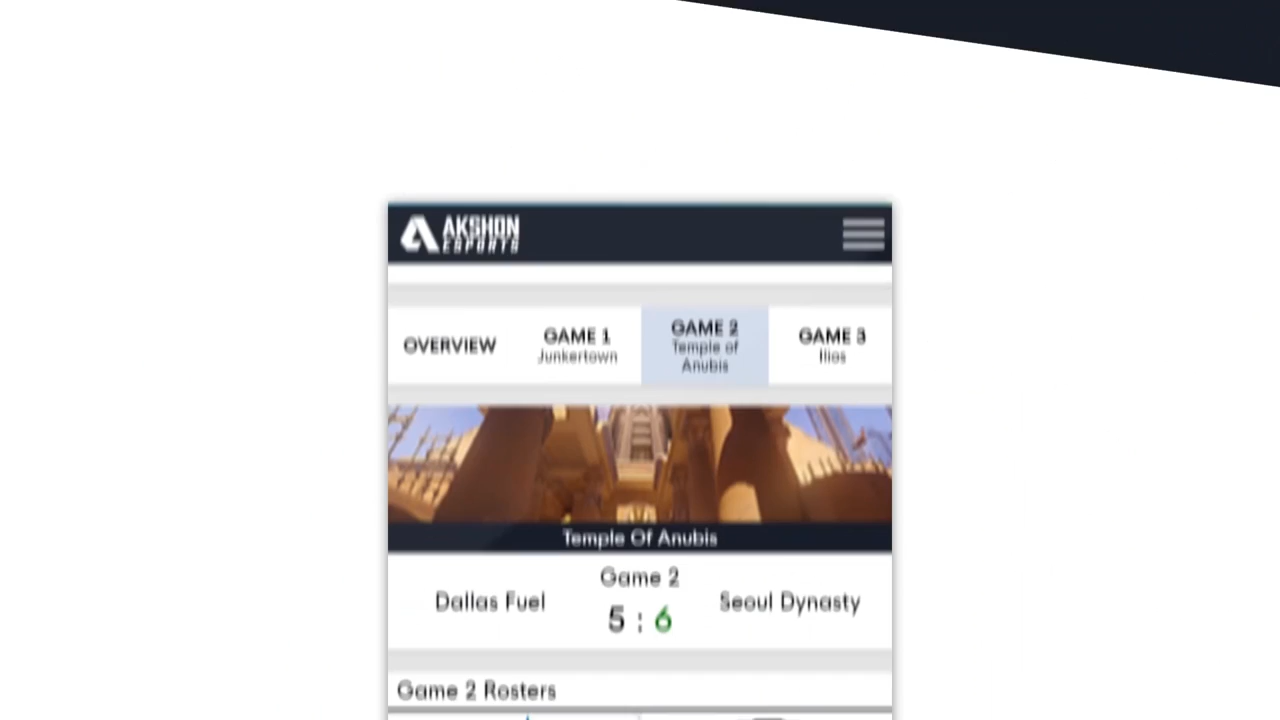 AKSHON
ESPORTS
OVERVIEW
GAME 1
Junkertown
GAME 2
Temple of
Anubis
GAME 3
Ilios
Temple Of Anubis
Game 2
Dallas Fuel
5 : 6
Seoul Dynasty
Game 2 Rosters